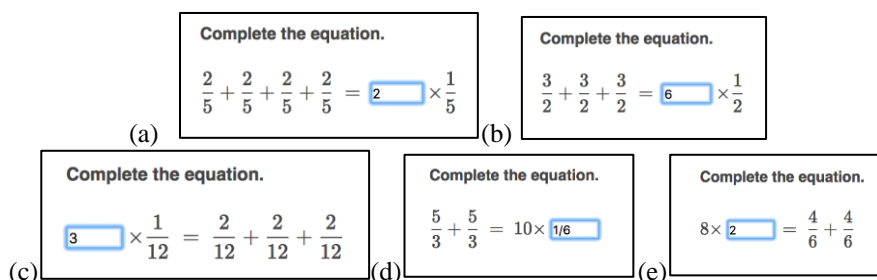 Complete the equation.
2/5 + 2/5 + 2/5 + 2/5 = 2 × 1/5
(a)
Complete the equation.
3/2 + 3/2 + 3/2 = 6 × 1/2
(b)
Complete the equation.
3 × 1/12 = 2/12 + 2/12 + 2/12
(c)
Complete the equation.
5/3 + 5/3 = 10× 1/6
(d)
Complete the equation.
8× 2 = 4/6 + 4/6
(e)